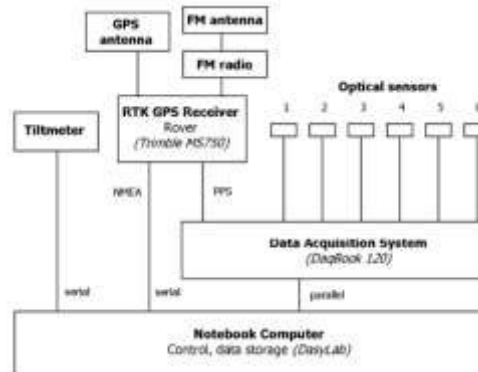 GPS
antenna
FM antenna
FM radio
Optical sensors
1 2 3 4 5 6
RTK GPS Receiver
Rover
(Trimble MS750)
Tiltmeter
NMEA
PPS
Data Acquisition System
(DaqBook 120)
serial
serial
parallel
Notebook Computer
Control, data storage (DasyLab)